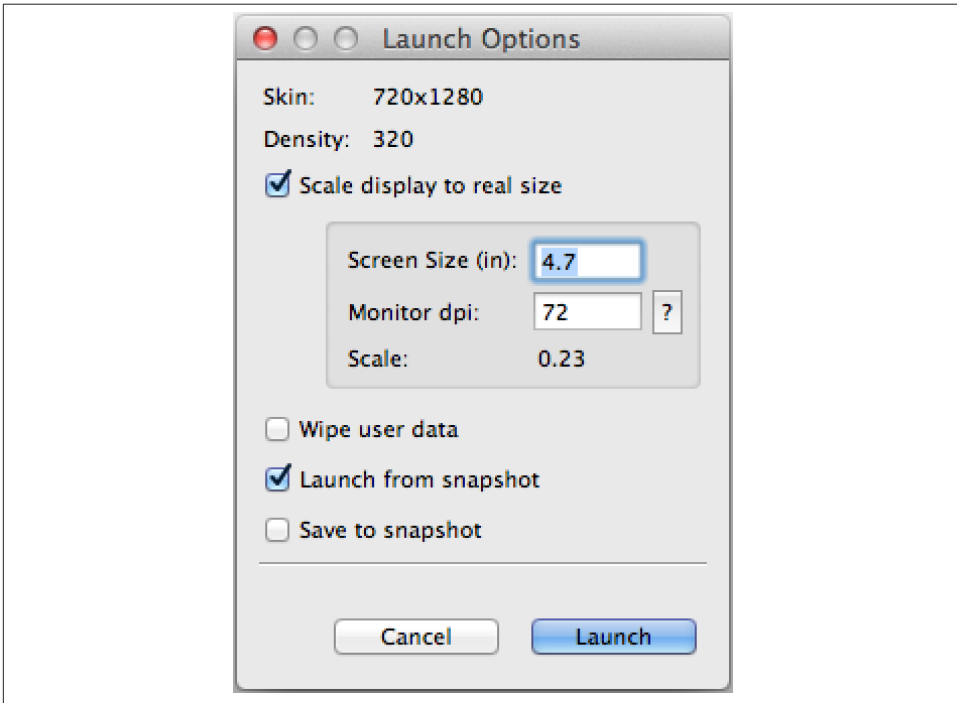 Launch Options
Skin: 720x1280
Density: 320
Scale display to real size
Screen Size (in): 4.7
Monitor dpi: 72 ?
Scale: 0.23
Wipe user data
Launch from snapshot
Save to snapshot
Cancel Launch